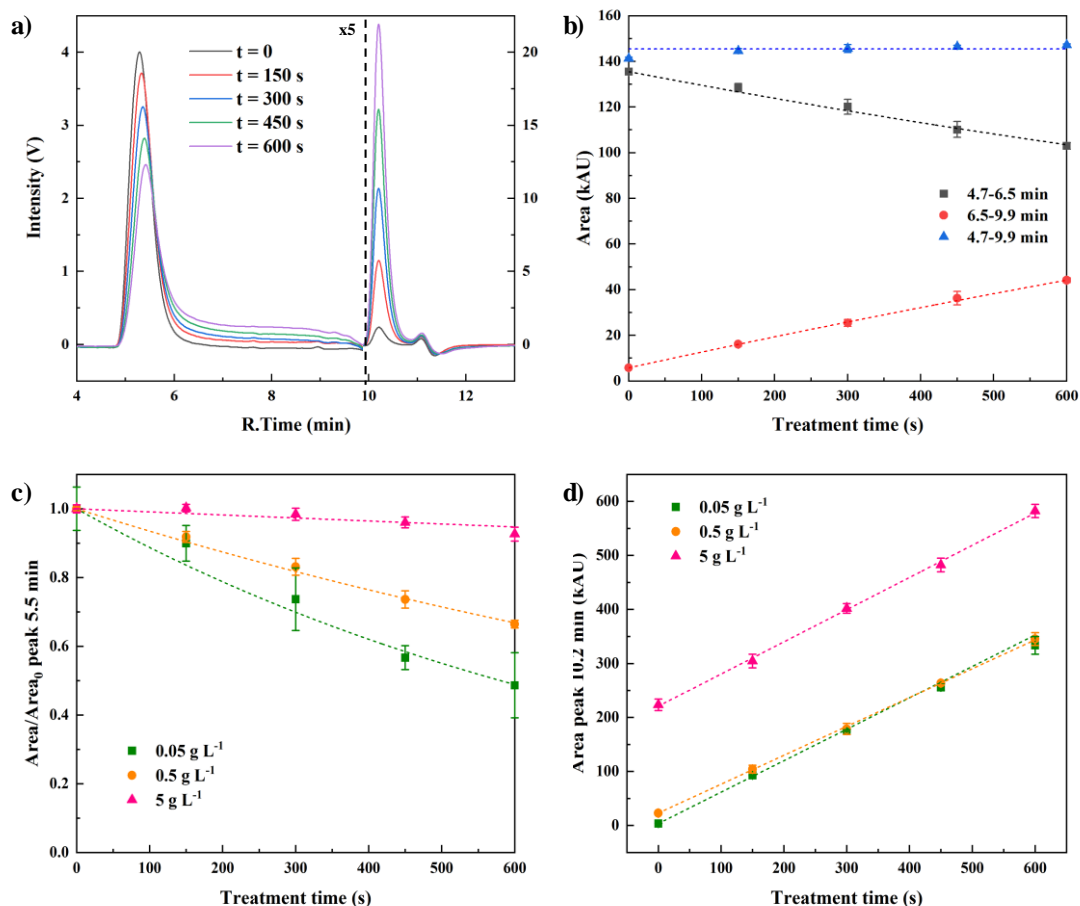 a)
x5
t = 0
t = 150 s
t = 300 s
t = 450 s
t = 600 s
4
3
2
1
0
20
15
10
5
0
Intensity (V)
4
6
8
10
12
R.Time (min)
b)
160
140
120
100
80
60
40
20
0
Area (kAU)
4.7-6.5 min
6.5-9.9 min
4.7-9.9 min
0
150
300
450
600
Treatment time (s)
c)
1.0
0.8
0.6
0.4
0.2
0.0
Area/Area₀ peak 5.5 min
0.05 g L⁻¹
0.5 g L⁻¹
5 g L⁻¹
0
100
200
300
400
500
600
Treatment time (s)
d)
600
500
400
300
200
100
0
Area peak 10.2 min (kAU)
0.05 g L⁻¹
0.5 g L⁻¹
5 g L⁻¹
0
100
200
300
400
500
600
Treatment time (s)